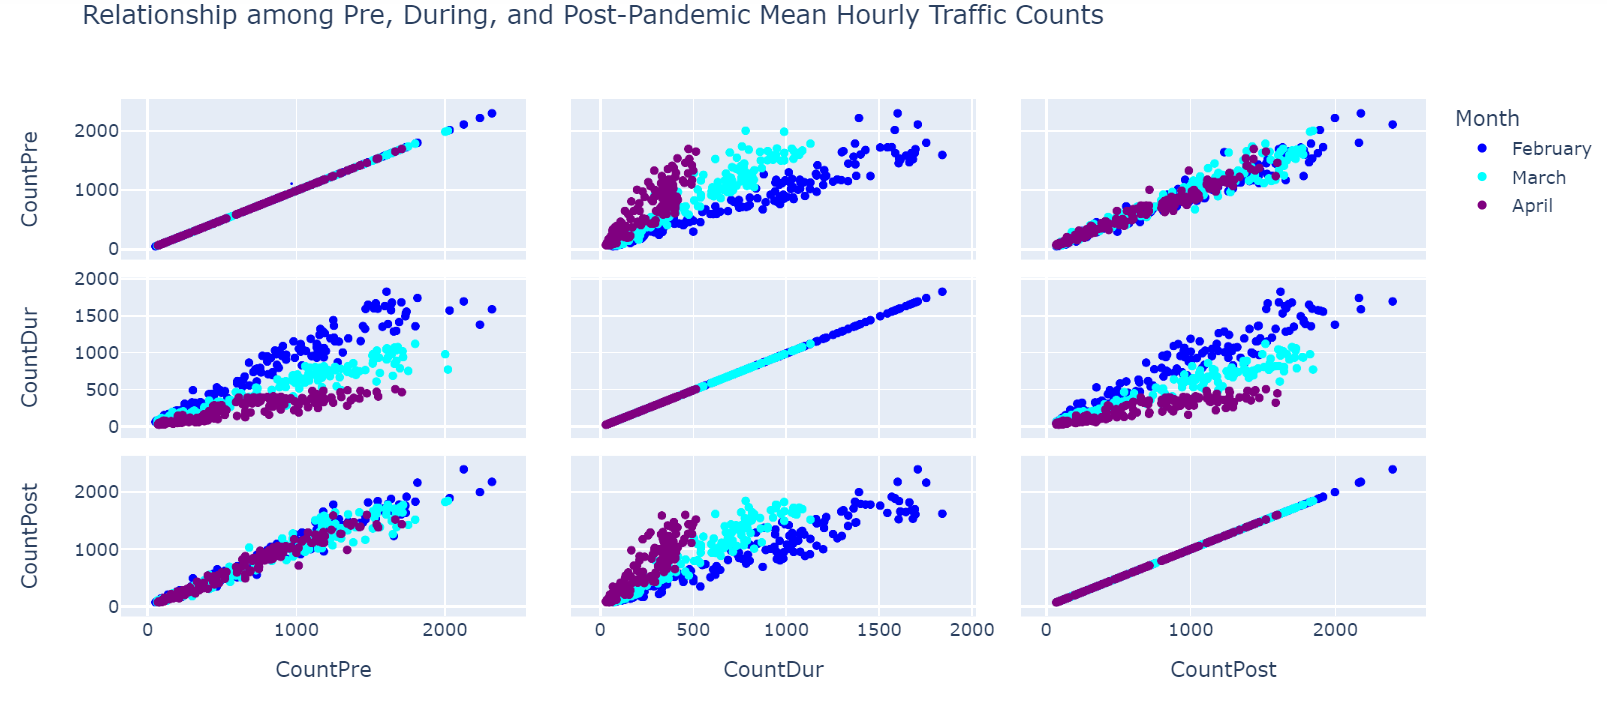 Relationship among Pre, During, and Post-Pandemic Mean Hourly Traffic Counts
CountPre
2000
1000
0
Month
February
March
April
CountDur
2000
1500
1000
500
0
CountPost
2000
1000
0
0 1000 2000
0 500 1000 1500 2000
0 1000 2000
CountPre
CountDur
CountPost